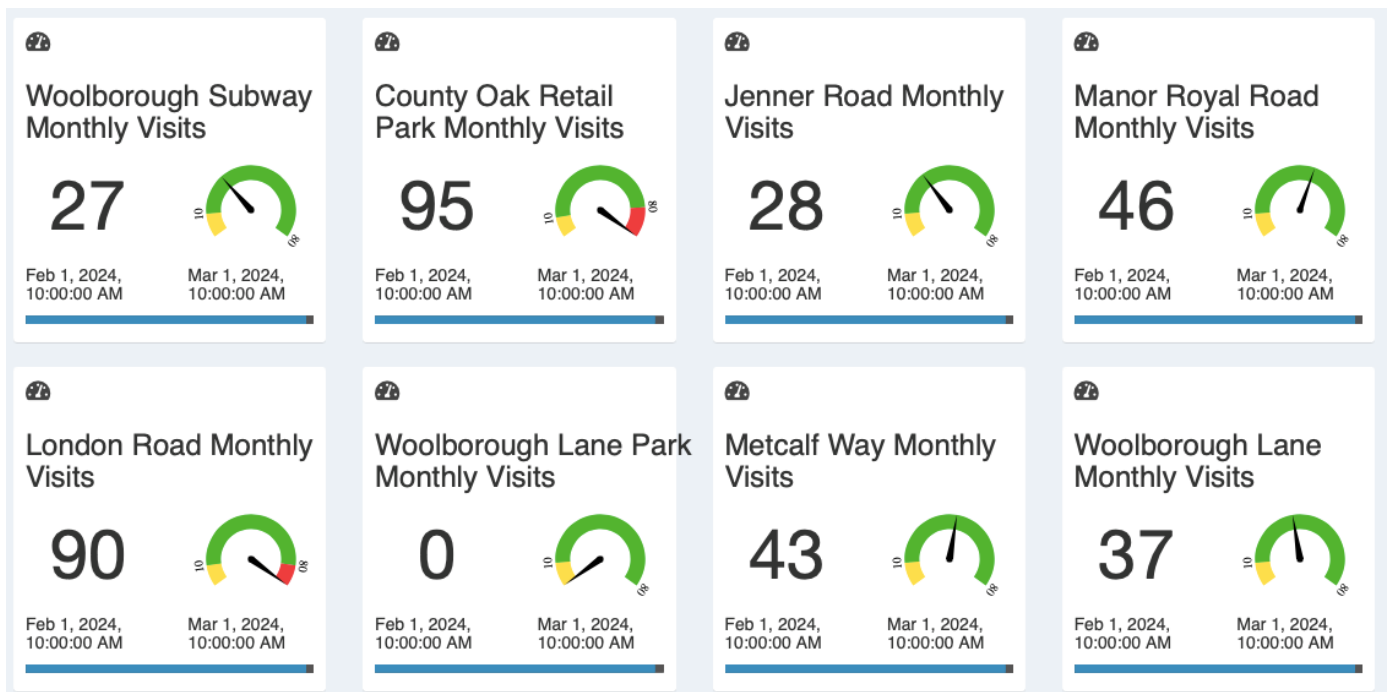 Woolborough Subway
Monthly Visits
27
10
80
Feb 1, 2024,
10:00:00 AM
Mar 1, 2024,
10:00:00 AM
County Oak Retail
Park Monthly Visits
95
10
80
Feb 1, 2024,
10:00:00 AM
Mar 1, 2024,
10:00:00 AM
Jenner Road Monthly
Visits
28
10
80
Feb 1, 2024,
10:00:00 AM
Mar 1, 2024,
10:00:00 AM
Manor Royal Road
Monthly Visits
46
10
80
Feb 1, 2024,
10:00:00 AM
Mar 1, 2024,
10:00:00 AM
London Road Monthly
Visits
90
10
80
Feb 1, 2024,
10:00:00 AM
Mar 1, 2024,
10:00:00 AM
Woolborough Lane Park
Monthly Visits
0
10
80
Feb 1, 2024,
10:00:00 AM
Mar 1, 2024,
10:00:00 AM
Metcalf Way Monthly
Visits
43
10
80
Feb 1, 2024,
10:00:00 AM
Mar 1, 2024,
10:00:00 AM
Woolborough Lane
Monthly Visits
37
10
80
Feb 1, 2024,
10:00:00 AM
Mar 1, 2024,
10:00:00 AM